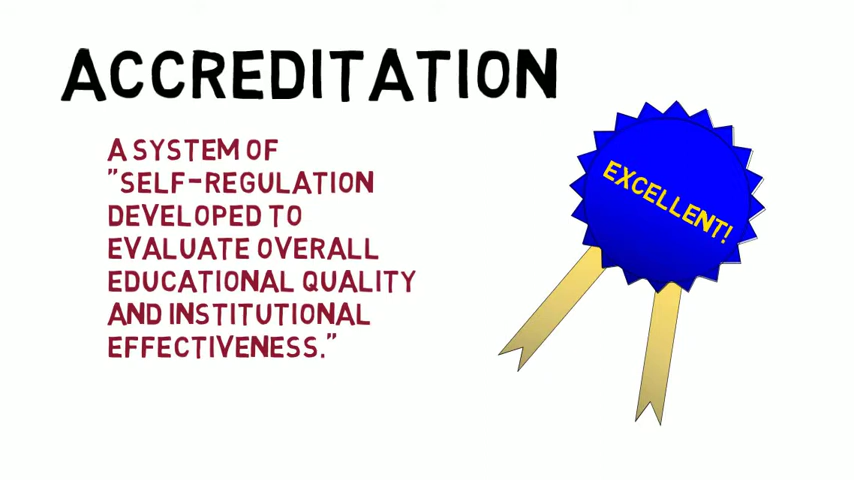 ACCREDITATION
A SYSTEM OF
"SELF-REGULATION
DEVELOPED TO
EVALUATE OVERALL
EDUCATIONAL QUALITY
AND INSTITUTIONAL
EFFECTIVENESS."
EXCELLENT!